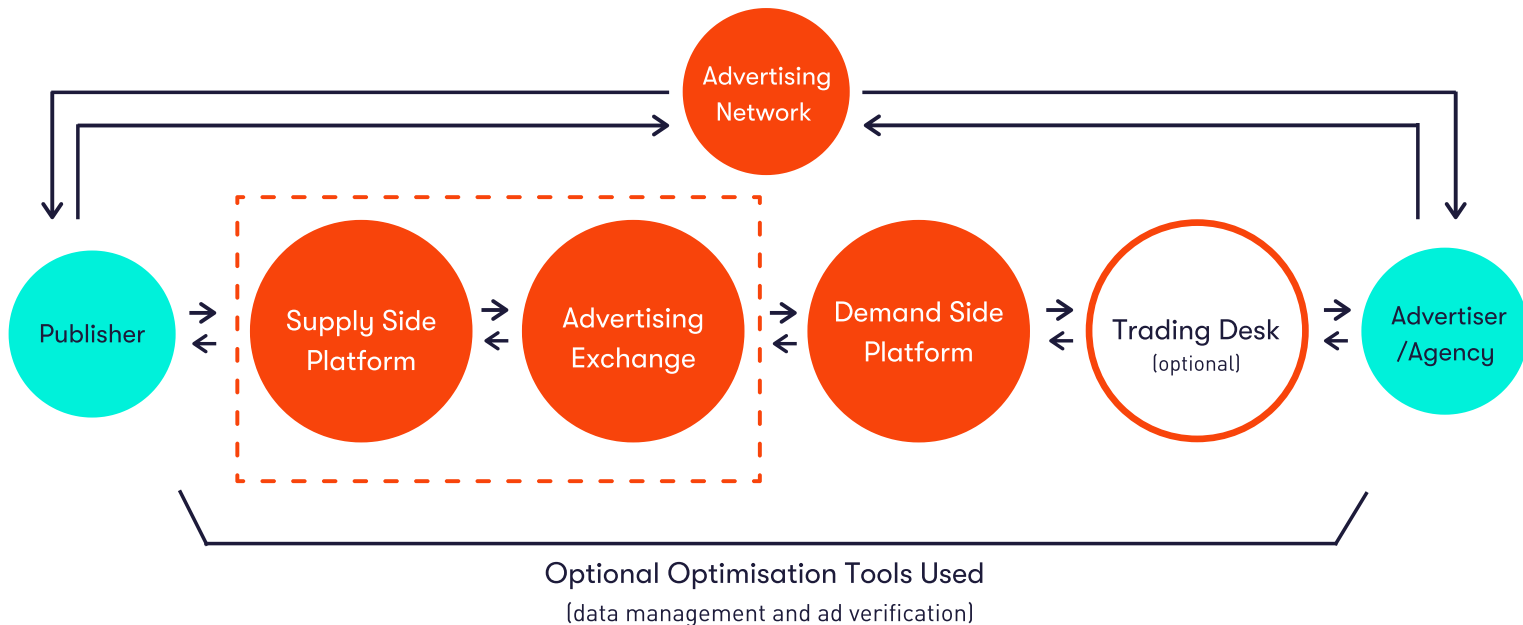 Advertising
Network
Publisher
Supply Side
Platform
Advertising
Exchange
Demand Side
Platform
Trading Desk
(optional)
Advertiser
/Agency
Optional Optimisation Tools Used
(data management and ad verification)